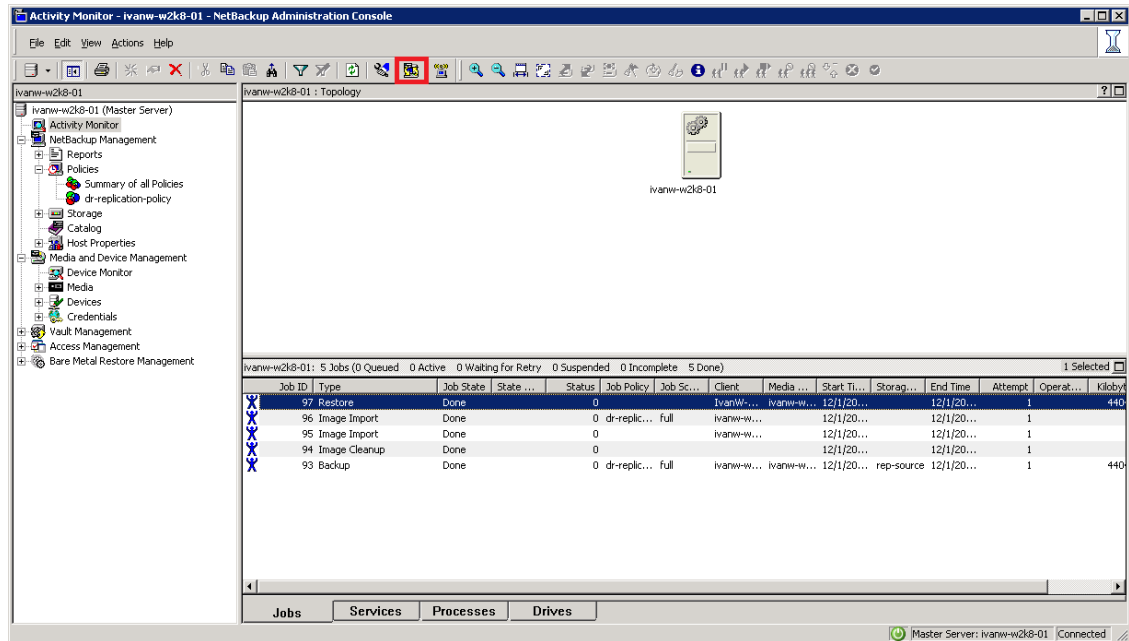 Activity Monitor - ivanw-w2k8-01 - NetBackup Administration Console
File Edit View Actions Help
ivanw-w2k8-01
ivanw-w2k8-01 : Topology
ivanw-w2k8-01 (Master Server)
Activity Monitor
NetBackup Management
Reports
Policies
Summary of all Policies
dr-replication-policy
Storage
Catalog
Host Properties
Media and Device Management
Device Monitor
Media
Devices
Credentials
Vault Management
Access Management
Bare Metal Restore Management
ivanw-w2k8-01
ivanw-w2k8-01: 5 Jobs (0 Queued 0 Active 0 Waiting for Retry 0 Suspended 0 Incomplete 5 Done) 1 Selected
Job ID Type Job State State ... Status Job Policy Job Sc... Client Media ... Start Ti... Storag... End Time Attempt Operat... Kilobyt
97 Restore Done 0 IvanW-... ivanw-w... 12/1/20... 12/1/20... 1 440
96 Image Import Done 0 dr-replic... full ivanw-w... 12/1/20... 12/1/20... 1
95 Image Import Done 0 ivanw-w... 12/1/20... 12/1/20... 1
94 Image Cleanup Done 0 12/1/20... 12/1/20... 1
93 Backup Done 0 dr-replic... full ivanw-w... ivanw-w... 12/1/20... rep-source 12/1/20... 1 440
Jobs Services Processes Drives
Master Server: ivanw-w2k8-01 Connected